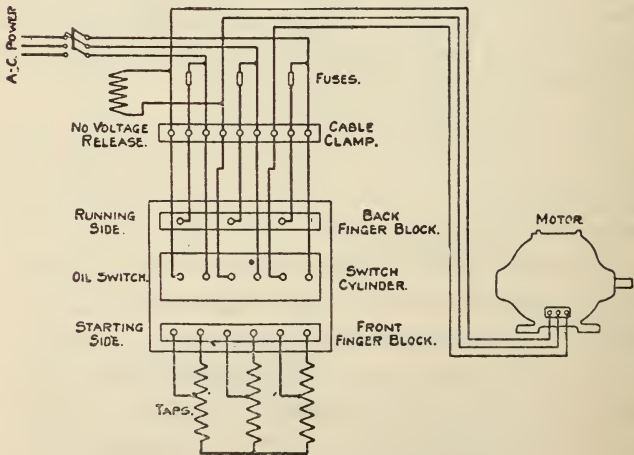 A-C. POWER
FUSES.
NO VOLTAGE
RELEASE.
CABLE
CLAMP.
RUNNING
SIDE.
BACK
FINGER BLOCK.
MOTOR
OIL SWITCH.
SWITCH
CYLINDER.
STARTING
SIDE.
FRONT
FINGER BLOCK.
TAPS.